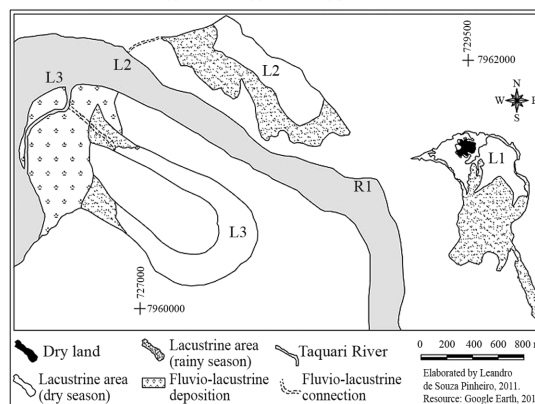 729500
7962000
L3
L2
L2
N
W E
S
L1
R1
L3
727000
7960000
Dry land
Lacustrine area
(rainy season)
Taquari River
Lacustrine area
(dry season)
Fluvio-lacustrine
deposition
Fluvio-lacustrine
connection
0 200 400 600 800
Elaborated by Leandro
de Souza Pinheiro, 2011.
Resource: Google Earth, 201